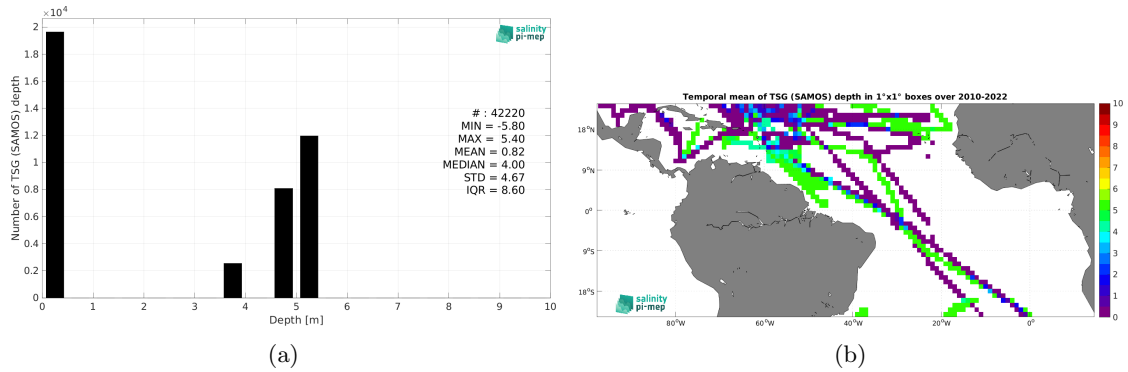 ×10⁴
2
1.8
1.6
1.4
1.2
1
0.8
0.6
0.4
0.2
0
Number of TSG (SAMOS) depth
0 1 2 3 4 5 6 7 8 9 10
Depth [m]
salinity
pi-mep
# : 42220
MIN = -5.80
MAX = 5.40
MEAN = 0.82
MEDIAN = 4.00
STD = 4.67
IQR = 8.60
(a)
Temporal mean of TSG (SAMOS) depth in 1°x1° boxes over 2010-2022
18°N
9°N
0°
9°S
18°S
80°W 60°W 40°W 20°W 0°
salinity
pi-mep
10
9
8
7
6
5
4
3
2
1
0
(b)